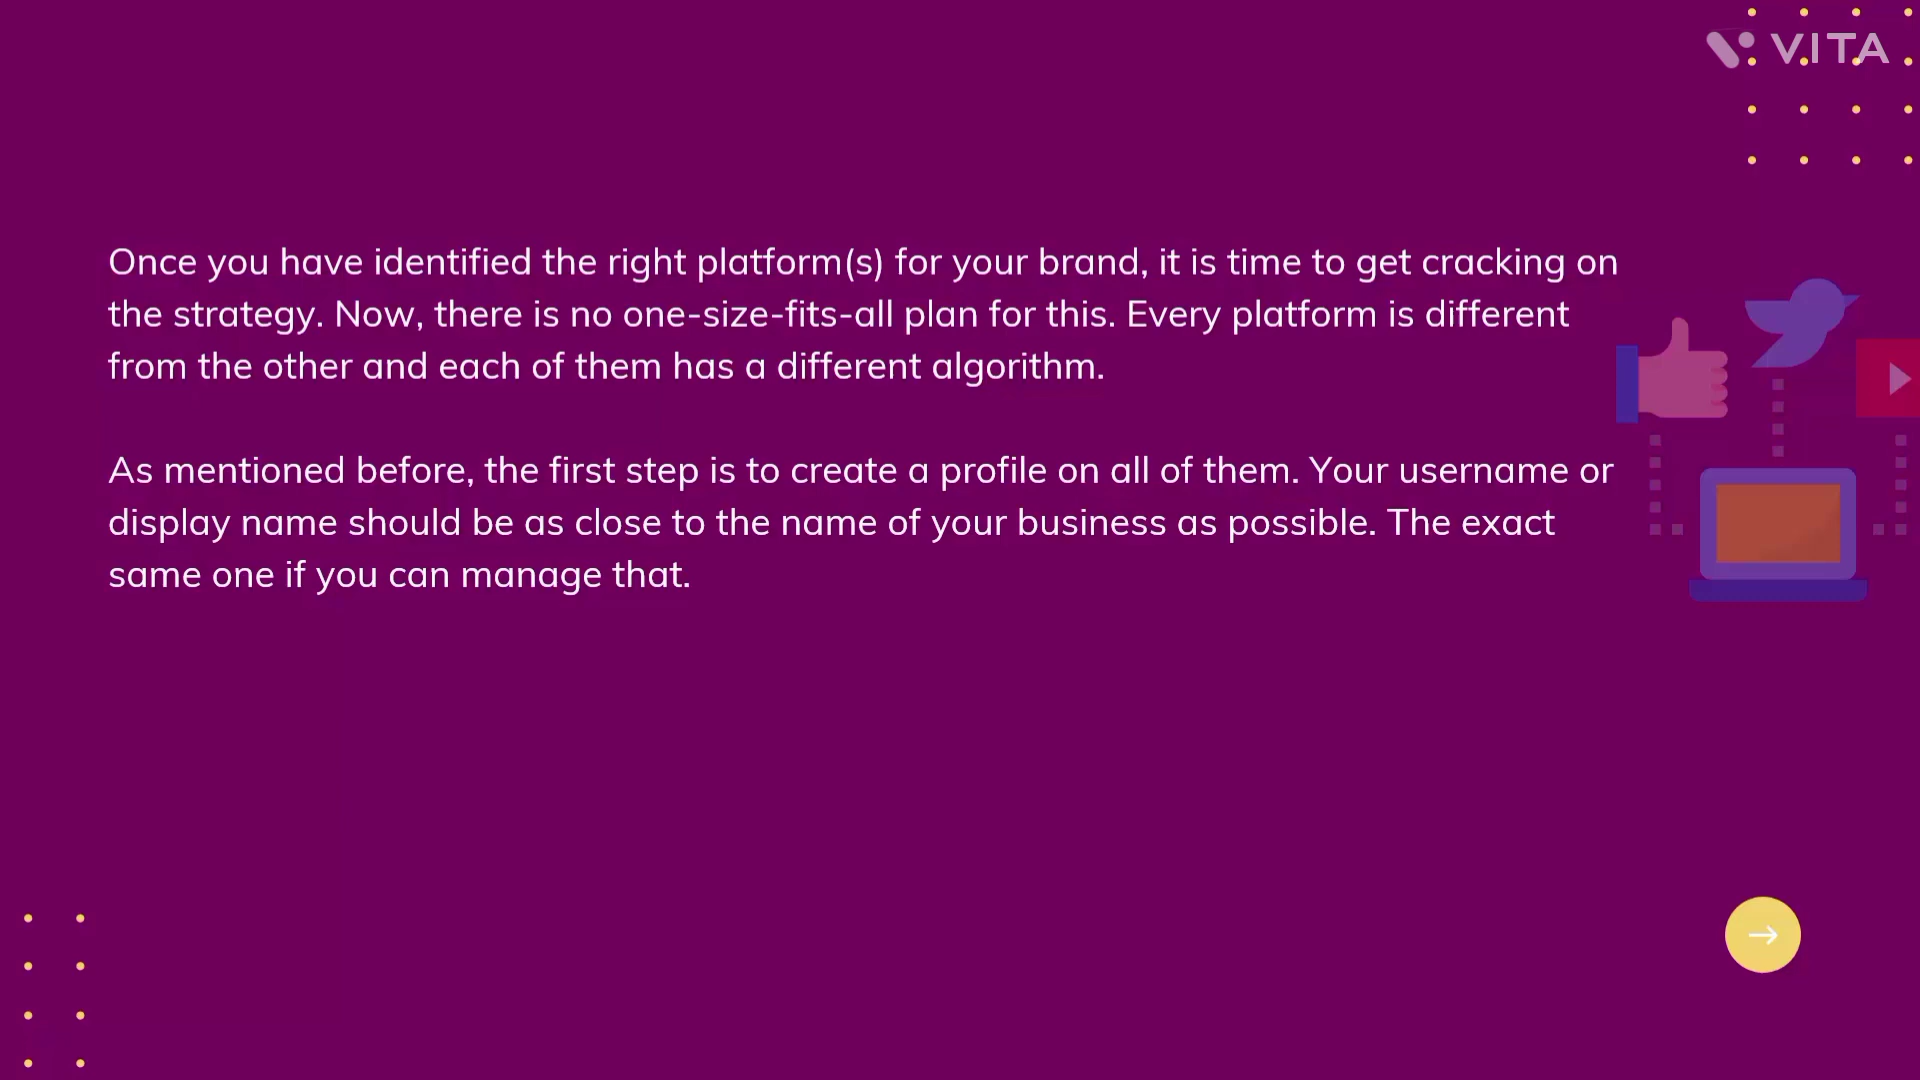 VITA
Once you have identified the right platform(s) for your brand, it is time to get cracking on
the strategy. Now, there is no one-size-fits-all plan for this. Every platform is different
from the other and each of them has a different algorithm.
As mentioned before, the first step is to create a profile on all of them. Your username or
display name should be as close to the name of your business as possible. The exact
same one if you can manage that.